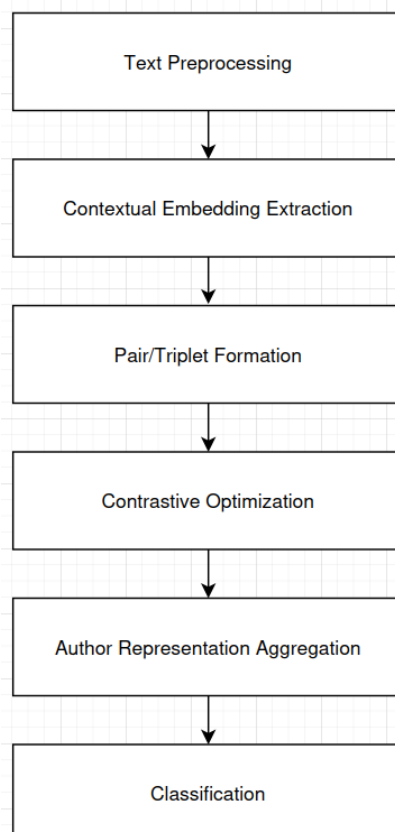 Text Preprocessing
Contextual Embedding Extraction
Pair/Triplet Formation
Contrastive Optimization
Author Representation Aggregation
Classification